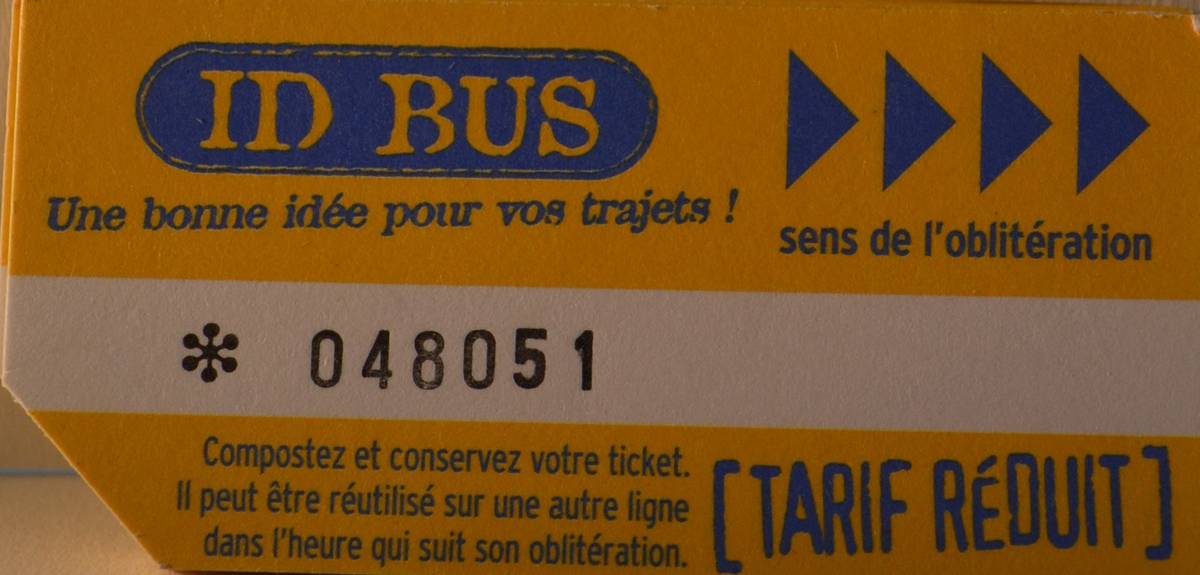 ID BUS
Une bonne idée pour vos trajets !
sens de l'oblitération
* 048051
Compostez et conservez votre ticket.
Il peut être réutilisé sur une autre ligne
dans l'heure qui suit son oblitération.
[TARIF RÉDUIT]